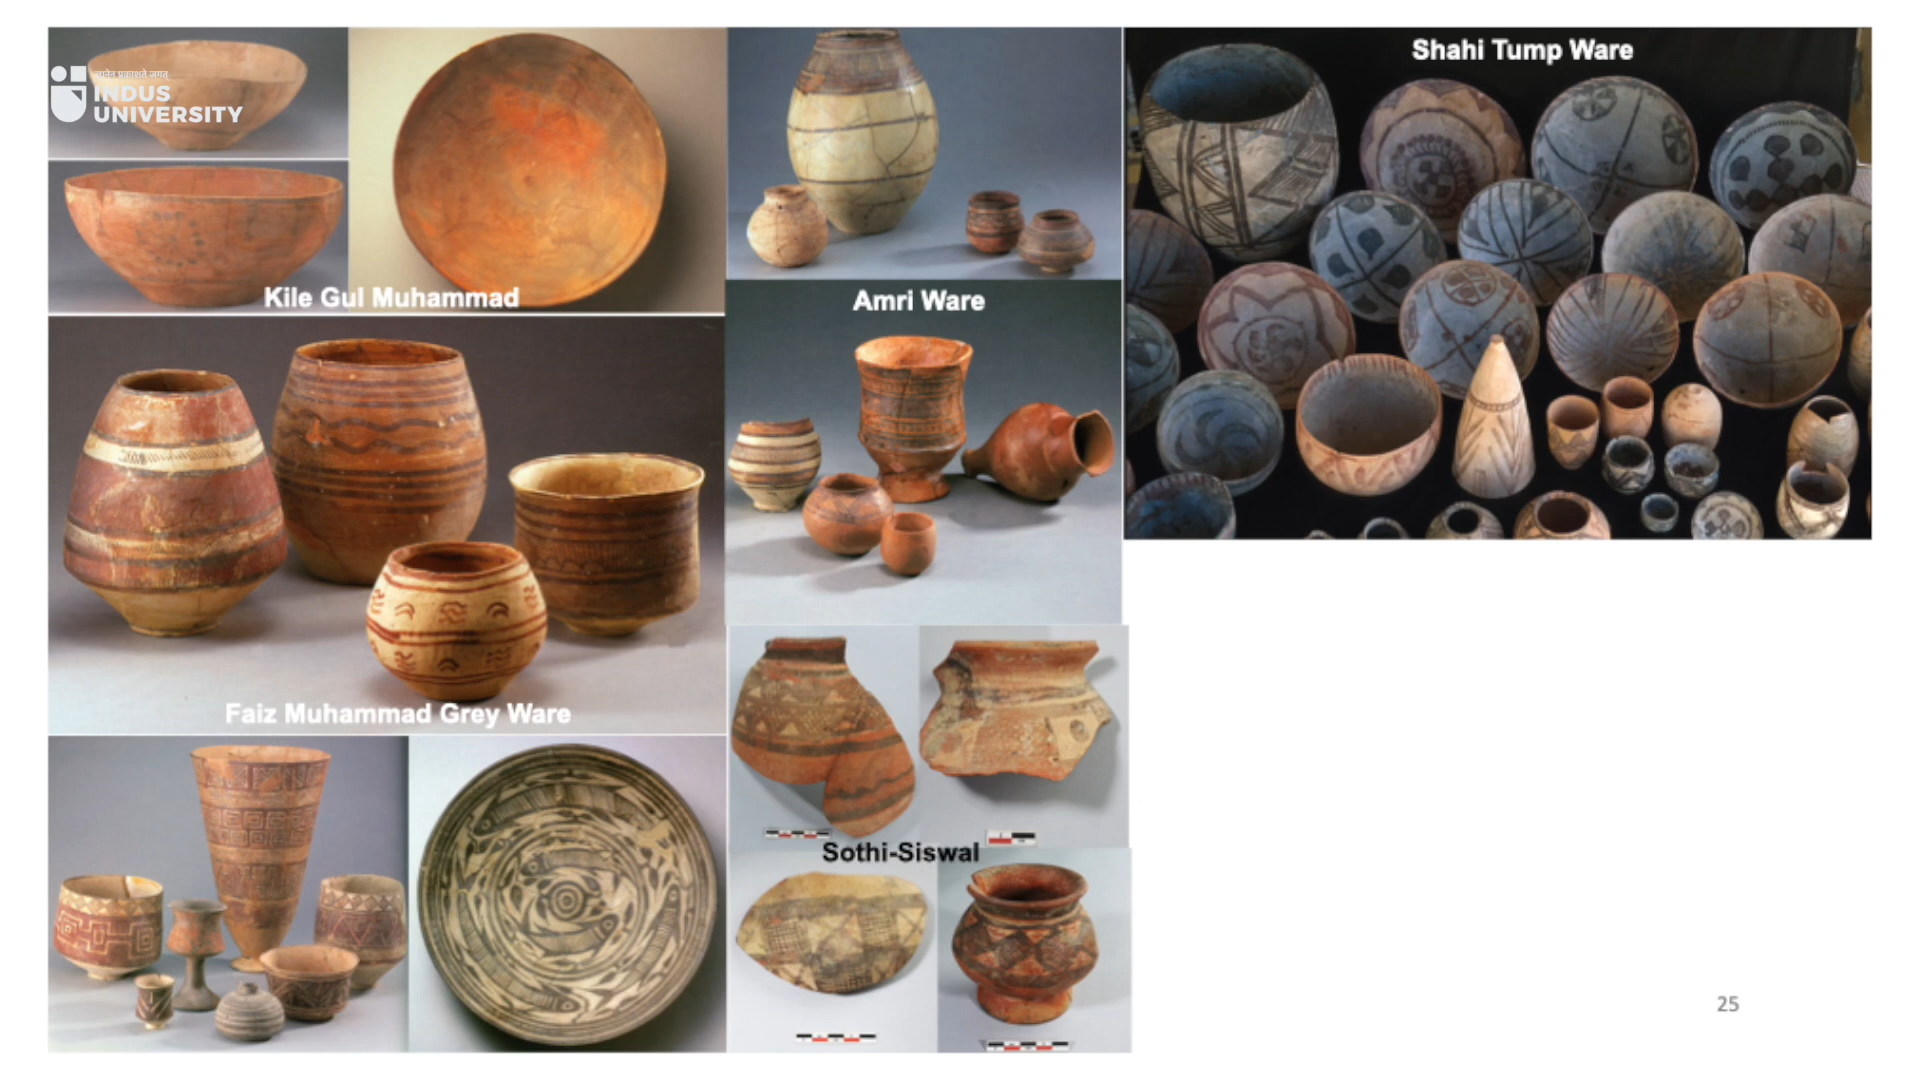 INDUS
UNIVERSITY
Kile Gul Muhammad
Amri Ware
Shahi Tump Ware
Faiz Muhammad Grey Ware
Sothi-Siswal
25